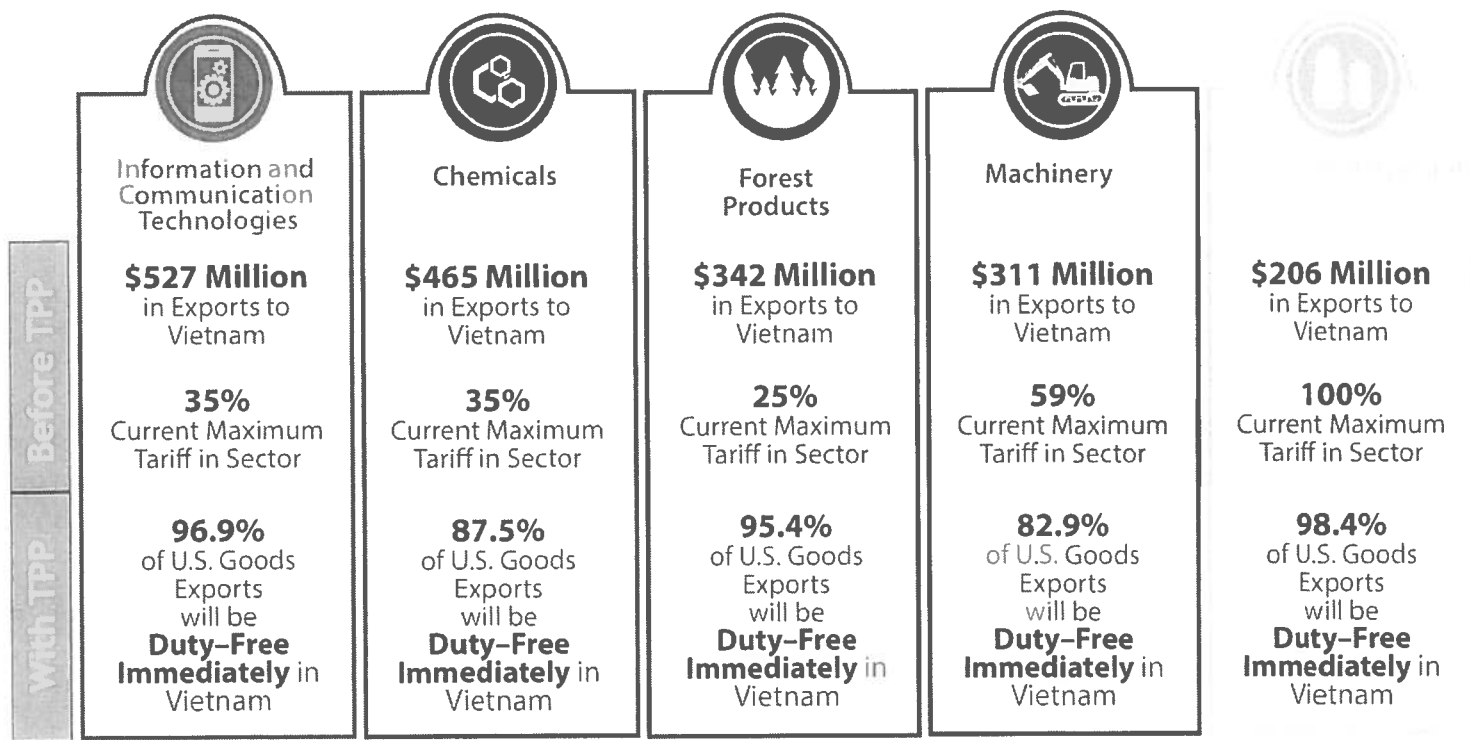 Information and
Communication
Technologies
$527 Million
in Exports to
Vietnam
35%
Current Maximum
Tariff in Sector
96.9%
of U.S. Goods
Exports
will be
Duty–Free
Immediately in
Vietnam
Chemicals
$465 Million
in Exports to
Vietnam
35%
Current Maximum
Tariff in Sector
87.5%
of U.S. Goods
Exports
will be
Duty–Free
Immediately in
Vietnam
Forest
Products
$342 Million
in Exports to
Vietnam
25%
Current Maximum
Tariff in Sector
95.4%
of U.S. Goods
Exports
will be
Duty–Free
Immediately in
Vietnam
Machinery
$311 Million
in Exports to
Vietnam
59%
Current Maximum
Tariff in Sector
82.9%
of U.S. Goods
Exports
will be
Duty–Free
Immediately in
Vietnam
$206 Million
in Exports to
Vietnam
100%
Current Maximum
Tariff in Sector
98.4%
of U.S. Goods
Exports
will be
Duty–Free
Immediately in
Vietnam
Before TPP
With TPP